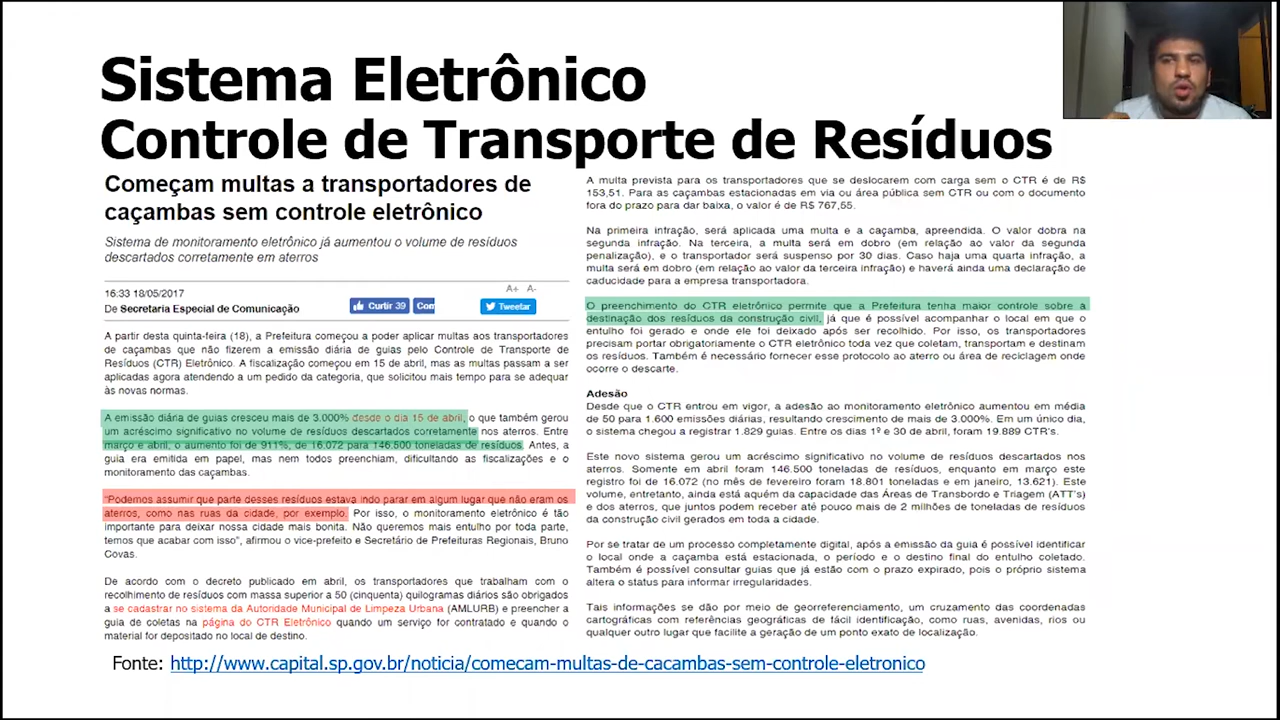 Sistema Eletrônico
Controle de Transporte de Resíduos
Começam multas a transportadores de
caçambas sem controle eletrônico
Sistema de monitoramento eletrônico já aumentou o volume de resíduos
descartados corretamente em aterros
A+ A-
16:33 18/05/2017
De Secretaria Especial de Comunicação
Curtir 39
Com
Tweetar
A partir desta quinta-feira (18), a Prefeitura começou a poder aplicar multas aos transportadores
de caçambas que não fizerem a emissão diária de guias pelo Controle de Transporte de
Resíduos (CTR) Eletrônico. A fiscalização começou em 15 de abril, mas as multas passam a ser
aplicadas agora atendendo a um pedido da categoria, que solicitou mais tempo para se adequar
às novas normas.
A emissão diária de guias cresceu mais de 3.000% desde o dia 15 de abril, o que também gerou
um acréscimo significativo no volume de resíduos descartados corretamente nos aterros. Entre
março e abril, o aumento foi de 911%, de 16.072 para 146.500 toneladas de resíduos. Antes, a
guia era emitida em papel, mas nem todos preenchiam, dificultando as fiscalizações e o
monitoramento das caçambas.
"Podemos assumir que parte desses resíduos estava indo parar em algum lugar que não eram os
aterros, como nas ruas da cidade, por exemplo. Por isso, o monitoramento eletrônico é tão
importante para deixar nossa cidade mais bonita. Não queremos mais entulho por toda parte,
temos que acabar com isso", afirmou o vice-prefeito e Secretário de Prefeituras Regionais, Bruno
Covas.
De acordo com o decreto publicado em abril, os transportadores que trabalham com o
recolhimento de resíduos com massa superior a 50 (cinquenta) quilogramas diários são obrigados
a se cadastrar no sistema da Autoridade Municipal de Limpeza Urbana (AMLURB) e preencher a
guia de coletas na página do CTR Eletrônico quando um serviço for contratado e quando o
material for depositado no local de destino.
A multa prevista para os transportadores que se deslocarem com carga sem o CTR é de R$
153,51. Para as caçambas estacionadas em via ou área pública sem CTR ou com o documento
fora do prazo para dar baixa, o valor é de R$ 767,55.
Na primeira infração, será aplicada uma multa e a caçamba, apreendida. O valor dobra na
segunda infração. Na terceira, a multa será em dobro (em relação ao valor da segunda
penalização), e o transportador será suspenso por 30 dias. Caso haja uma quarta infração, a
multa será em dobro (em relação ao valor da terceira infração) e haverá ainda uma declaração de
caducidade para a empresa transportadora.
O preenchimento do CTR eletrônico permite que a Prefeitura tenha maior controle sobre a
destinação dos resíduos da construção civil, já que é possível acompanhar o local em que o
entulho foi gerado e onde ele foi deixado após ser recolhido. Por isso, os transportadores
precisam portar obrigatoriamente o CTR eletrônico toda vez que coletam, transportam e destinam
os resíduos. Também é necessário fornecer esse protocolo ao aterro ou área de reciclagem onde
ocorre o descarte.
Adesão
Desde que o CTR entrou em vigor, a adesão ao monitoramento eletrônico aumentou em média
de 50 para 1.600 emissões diárias, resultando crescimento de mais de 3.000%. Em um único dia,
o sistema chegou a registrar 1.829 guias. Entre os dias 1º e 30 de abril, foram 19.889 CTR's.
Este novo sistema gerou um acréscimo significativo no volume de resíduos descartados nos
aterros. Somente em abril foram 146.500 toneladas de resíduos, enquanto em março este
registro foi de 16.072 (no mês de fevereiro foram 18.801 toneladas e em janeiro, 13.621). Este
volume, entretanto, ainda está aquém da capacidade das Áreas de Transbordo e Triagem (ATT's)
e dos aterros, que juntos podem receber até pouco mais de 2 milhões de toneladas de resíduos
da construção civil gerados em toda a cidade.
Por se tratar de um processo completamente digital, após a emissão da guia é possível identificar
o local onde a caçamba está estacionada, o período e o destino final do entulho coletado.
Também é possível consultar guias que já estão com o prazo expirado, pois o próprio sistema
altera o status para informar irregularidades.
Tais informações se dão por meio de georreferenciamento, um cruzamento das coordenadas
cartográficas com referências geográficas de fácil identificação, como ruas, avenidas, rios ou
qualquer outro lugar que facilite a geração de um ponto exato de localização.
Fonte: http://www.capital.sp.gov.br/noticia/comecam-multas-de-cacambas-sem-controle-eletronico